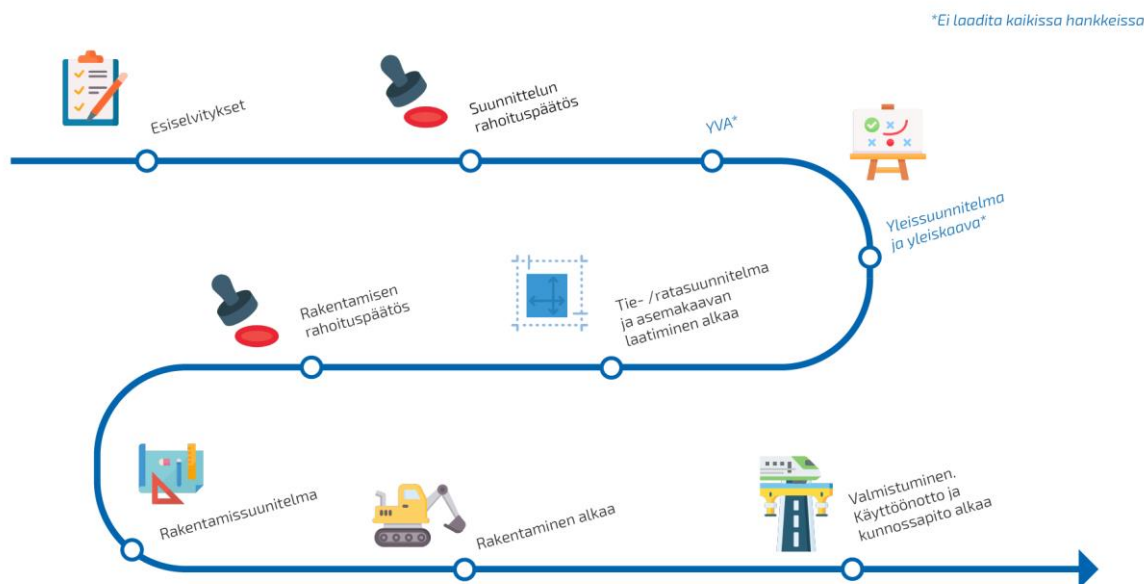 *Ei laadita kaikissa hankkeissa
Esiselvitykset
Suunnittelun
rahoituspäätös
YVA*
Yleissuunnitelma
ja yleiskaava*
Tie- /ratasuunnitelma
ja asemakaavan
laatiminen alkaa
Rakentamisen
rahoituspäätös
Rakentamissuunitelma
Rakentaminen alkaa
Valmistuminen.
Käyttöönotto ja
kunnossapito alkaa